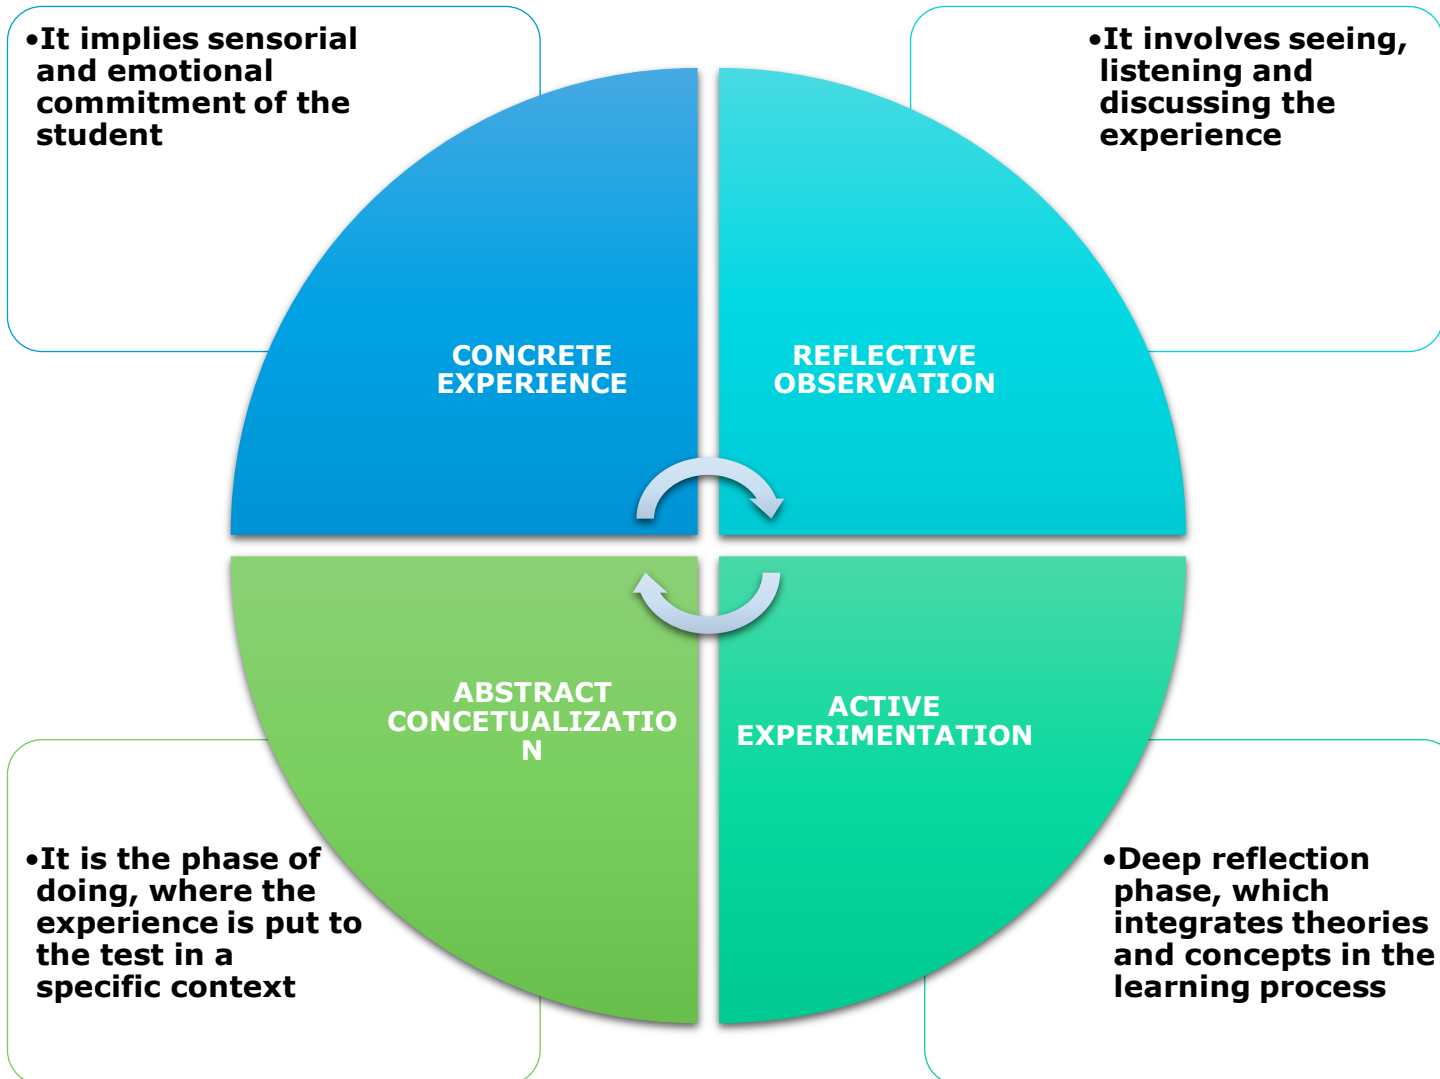 •It implies sensorial
and emotional
commitment of the
student
•It involves seeing,
listening and
discussing the
experience
CONCRETE
EXPERIENCE
REFLECTIVE
OBSERVATION
ABSTRACT
CONCETUALIZATIO
N
ACTIVE
EXPERIMENTATION
•It is the phase of
doing, where the
experience is put to
the test in a
specific context
•Deep reflection
phase, which
integrates theories
and concepts in the
learning process